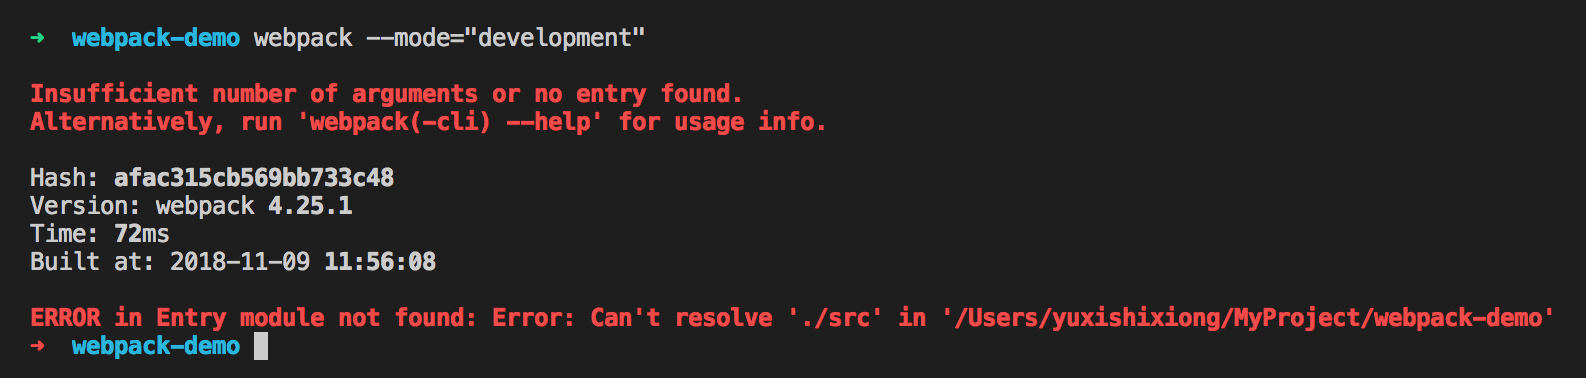 ➜ webpack-demo webpack --mode="development"
Insufficient number of arguments or no entry found.
Alternatively, run 'webpack(-cli) --help' for usage info.
Hash: afac315cb569bb733c48
Version: webpack 4.25.1
Time: 72ms
Built at: 2018-11-09 11:56:08
ERROR in Entry module not found: Error: Can't resolve './src' in '/Users/yuxishixiong/MyProject/webpack-demo'
➜ webpack-demo